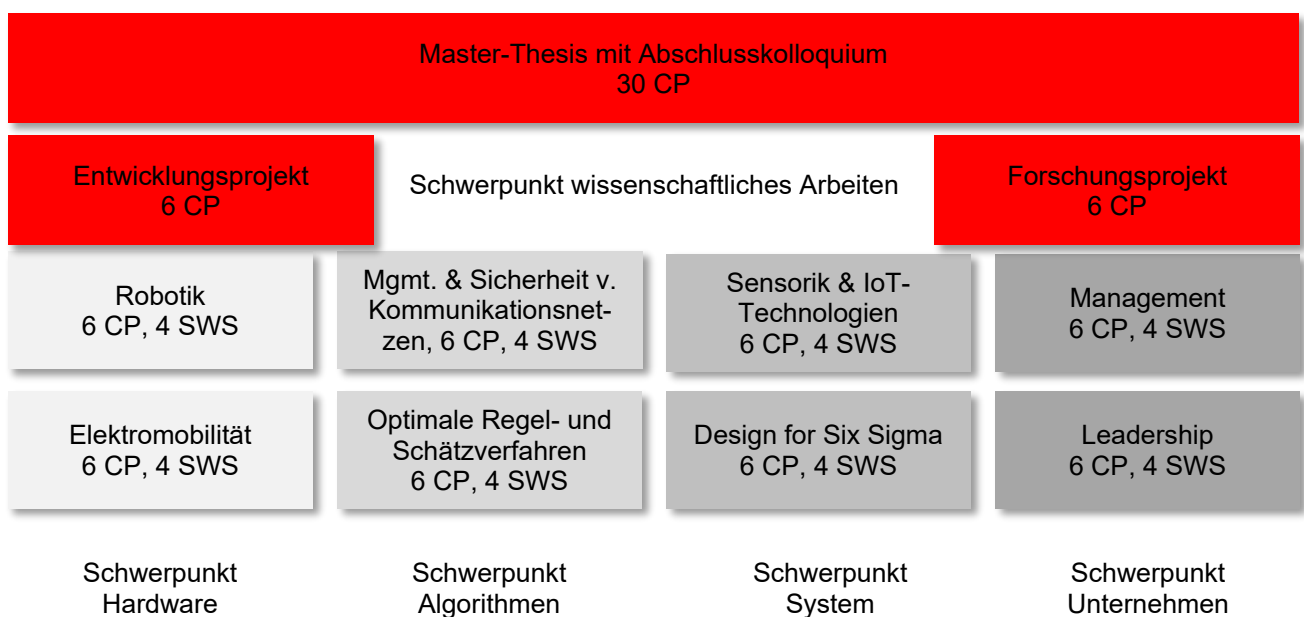 Master-Thesis mit Abschlusskolloquium
30 CP
Entwicklungsprojekt
6 CP
Schwerpunkt wissenschaftliches Arbeiten
Forschungsprojekt
6 CP
Robotik
6 CP, 4 SWS
Mgmt. & Sicherheit v.
Kommunikationsnet-
zen, 6 CP, 4 SWS
Sensorik & IoT-
Technologien
6 CP, 4 SWS
Management
6 CP, 4 SWS
Elektromobilität
6 CP, 4 SWS
Optimale Regel- und
Schätzverfahren
6 CP, 4 SWS
Design for Six Sigma
6 CP, 4 SWS
Leadership
6 CP, 4 SWS
Schwerpunkt
Hardware
Schwerpunkt
Algorithmen
Schwerpunkt
System
Schwerpunkt
Unternehmen